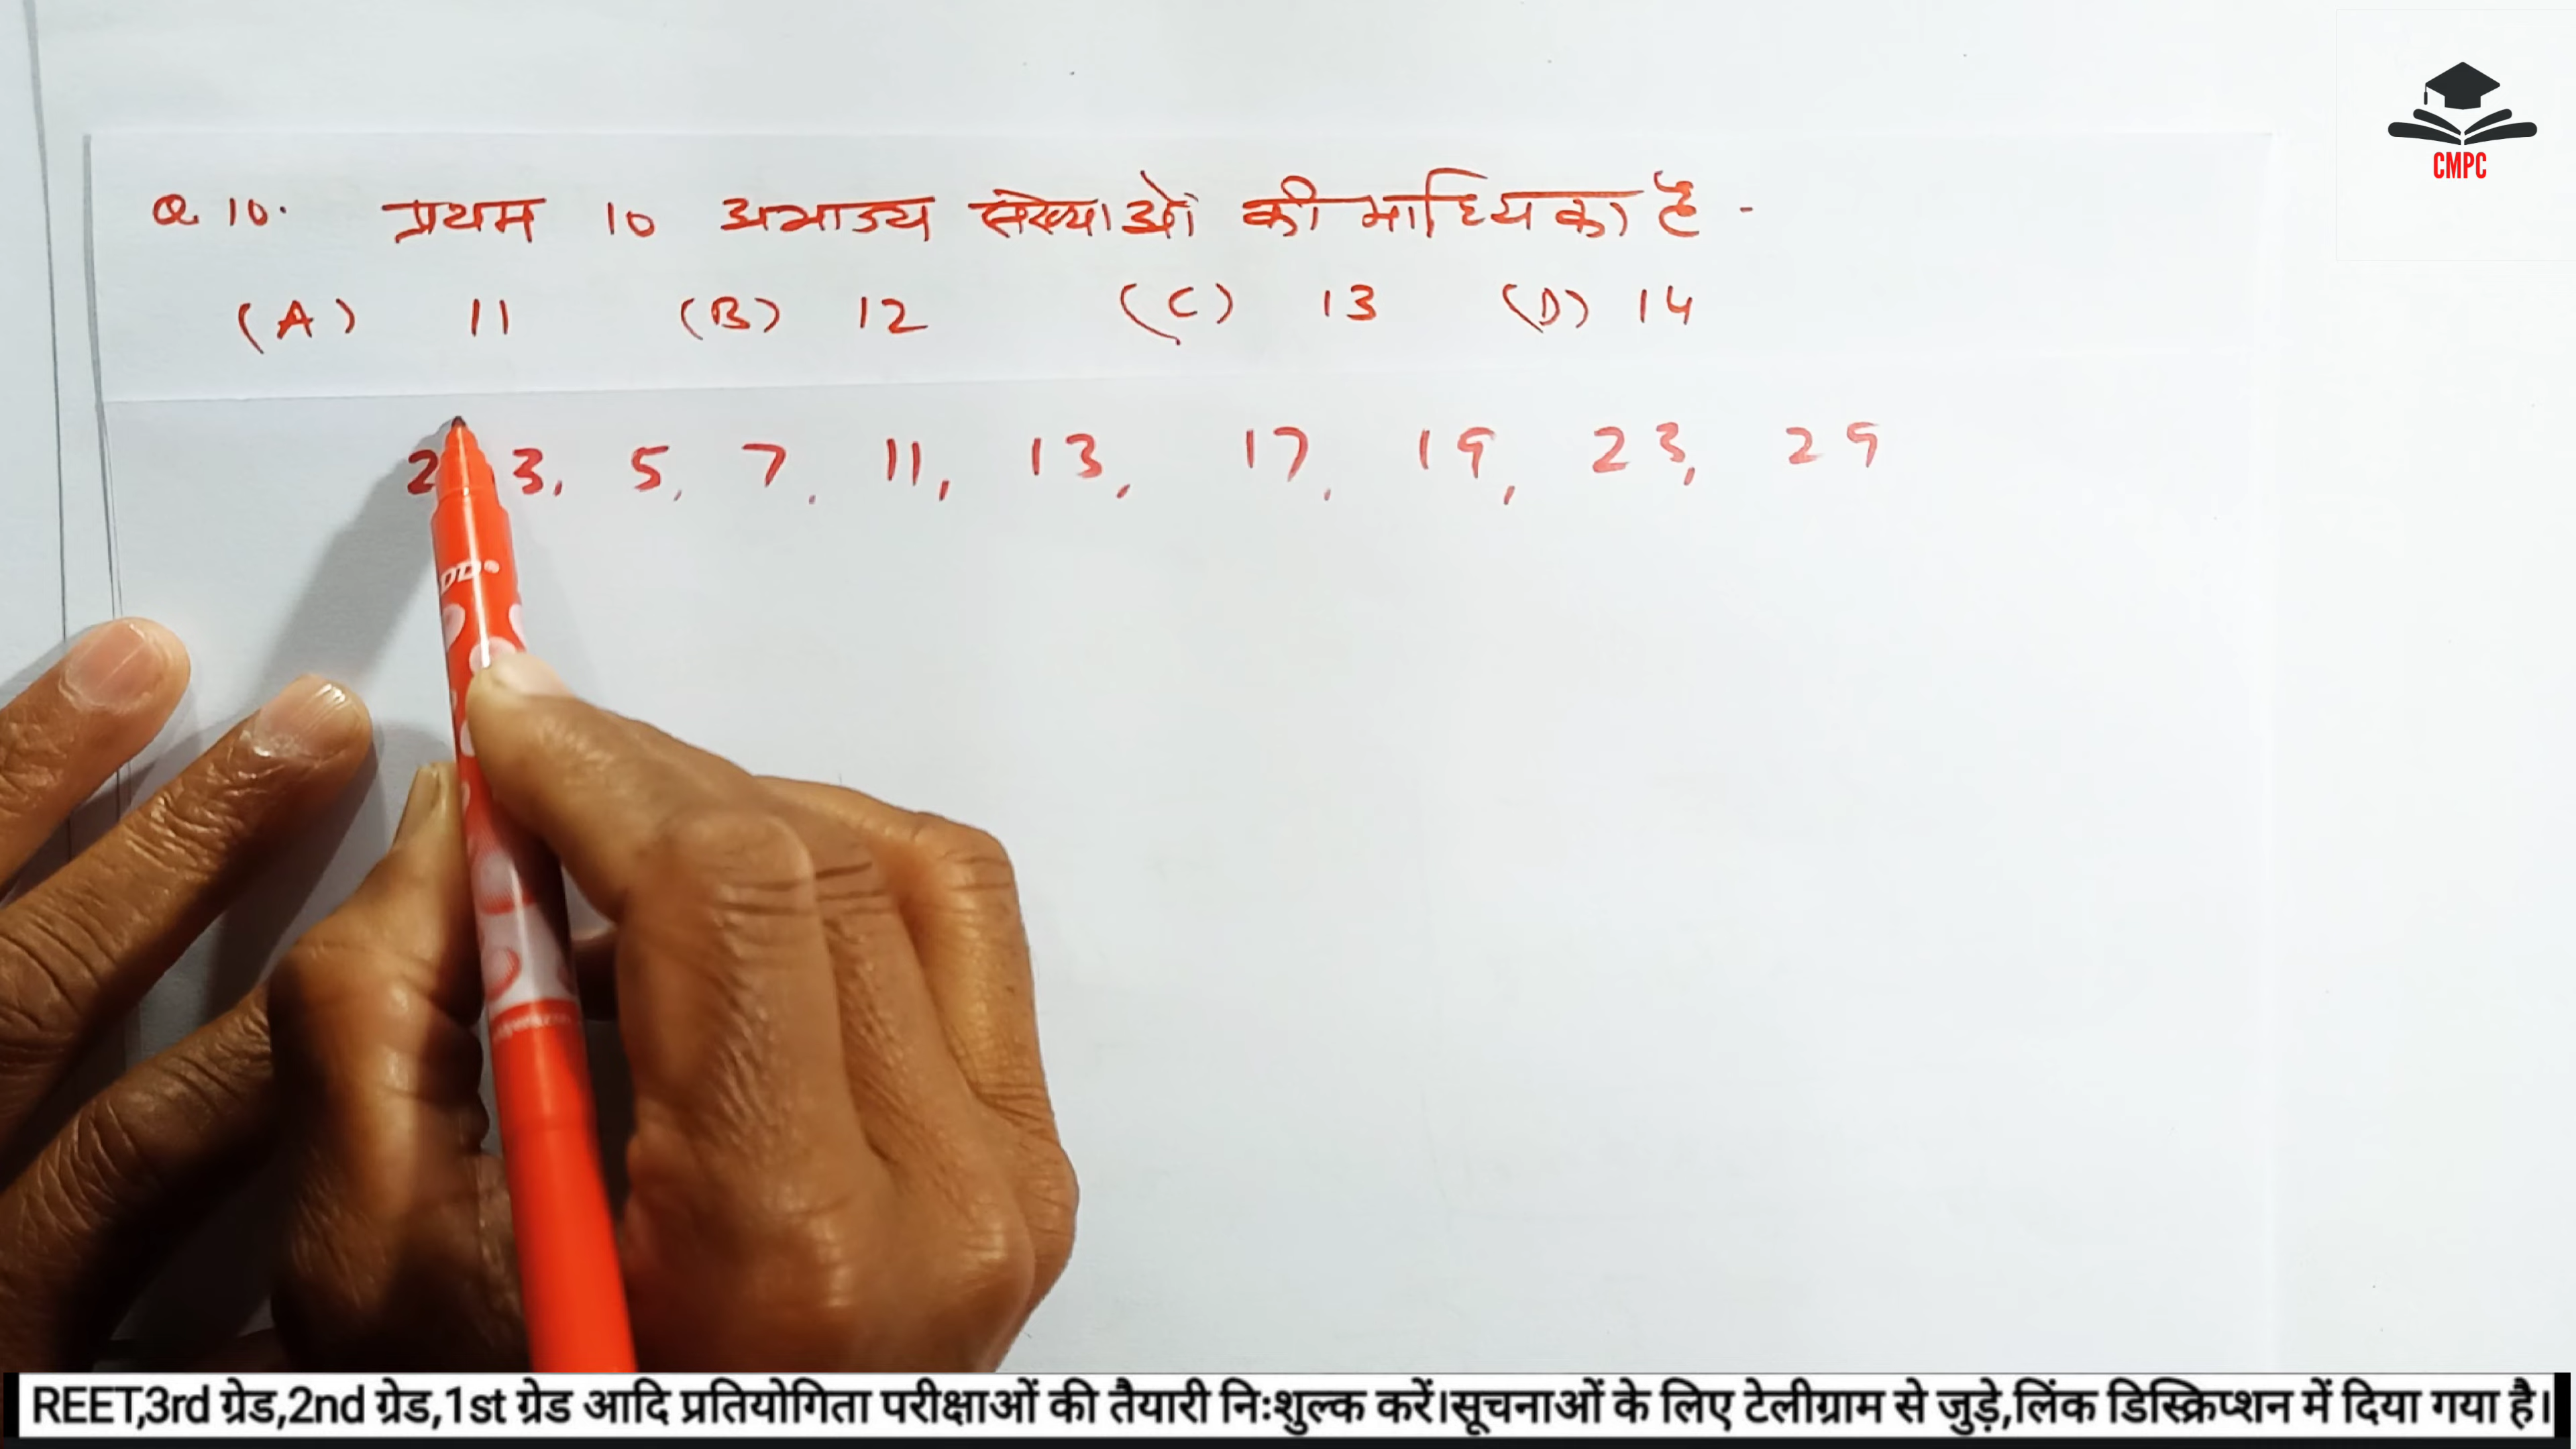 CMPC
Q. 10. प्रथम 10 अभाज्य संख्याओं की माध्यिका है -
(A) 11 (B) 12 (C) 13 (D) 14
2 3, 5, 7, 11, 13, 17, 19, 23, 29
REET,3rd ग्रेड,2nd ग्रेड,1st ग्रेड आदि प्रतियोगिता परीक्षाओं की तैयारी निःशुल्क करें।सूचनाओं के लिए टेलीग्राम से जुड़े,लिंक डिस्क्रिप्शन में दिया गया है।